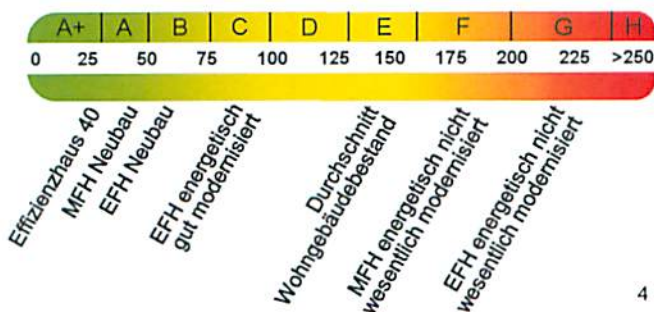 A+ A B C D E F G H
0 25 50 75 100 125 150 175 200 225 >250
Effizienzhaus 40
MFH Neubau
EFH Neubau
EFH energetisch
gut modernisiert
Durchschnitt
Wohngebäudebestand
MFH energetisch nicht
wesentlich modernisiert
EFH energetisch nicht
wesentlich modernisiert
4